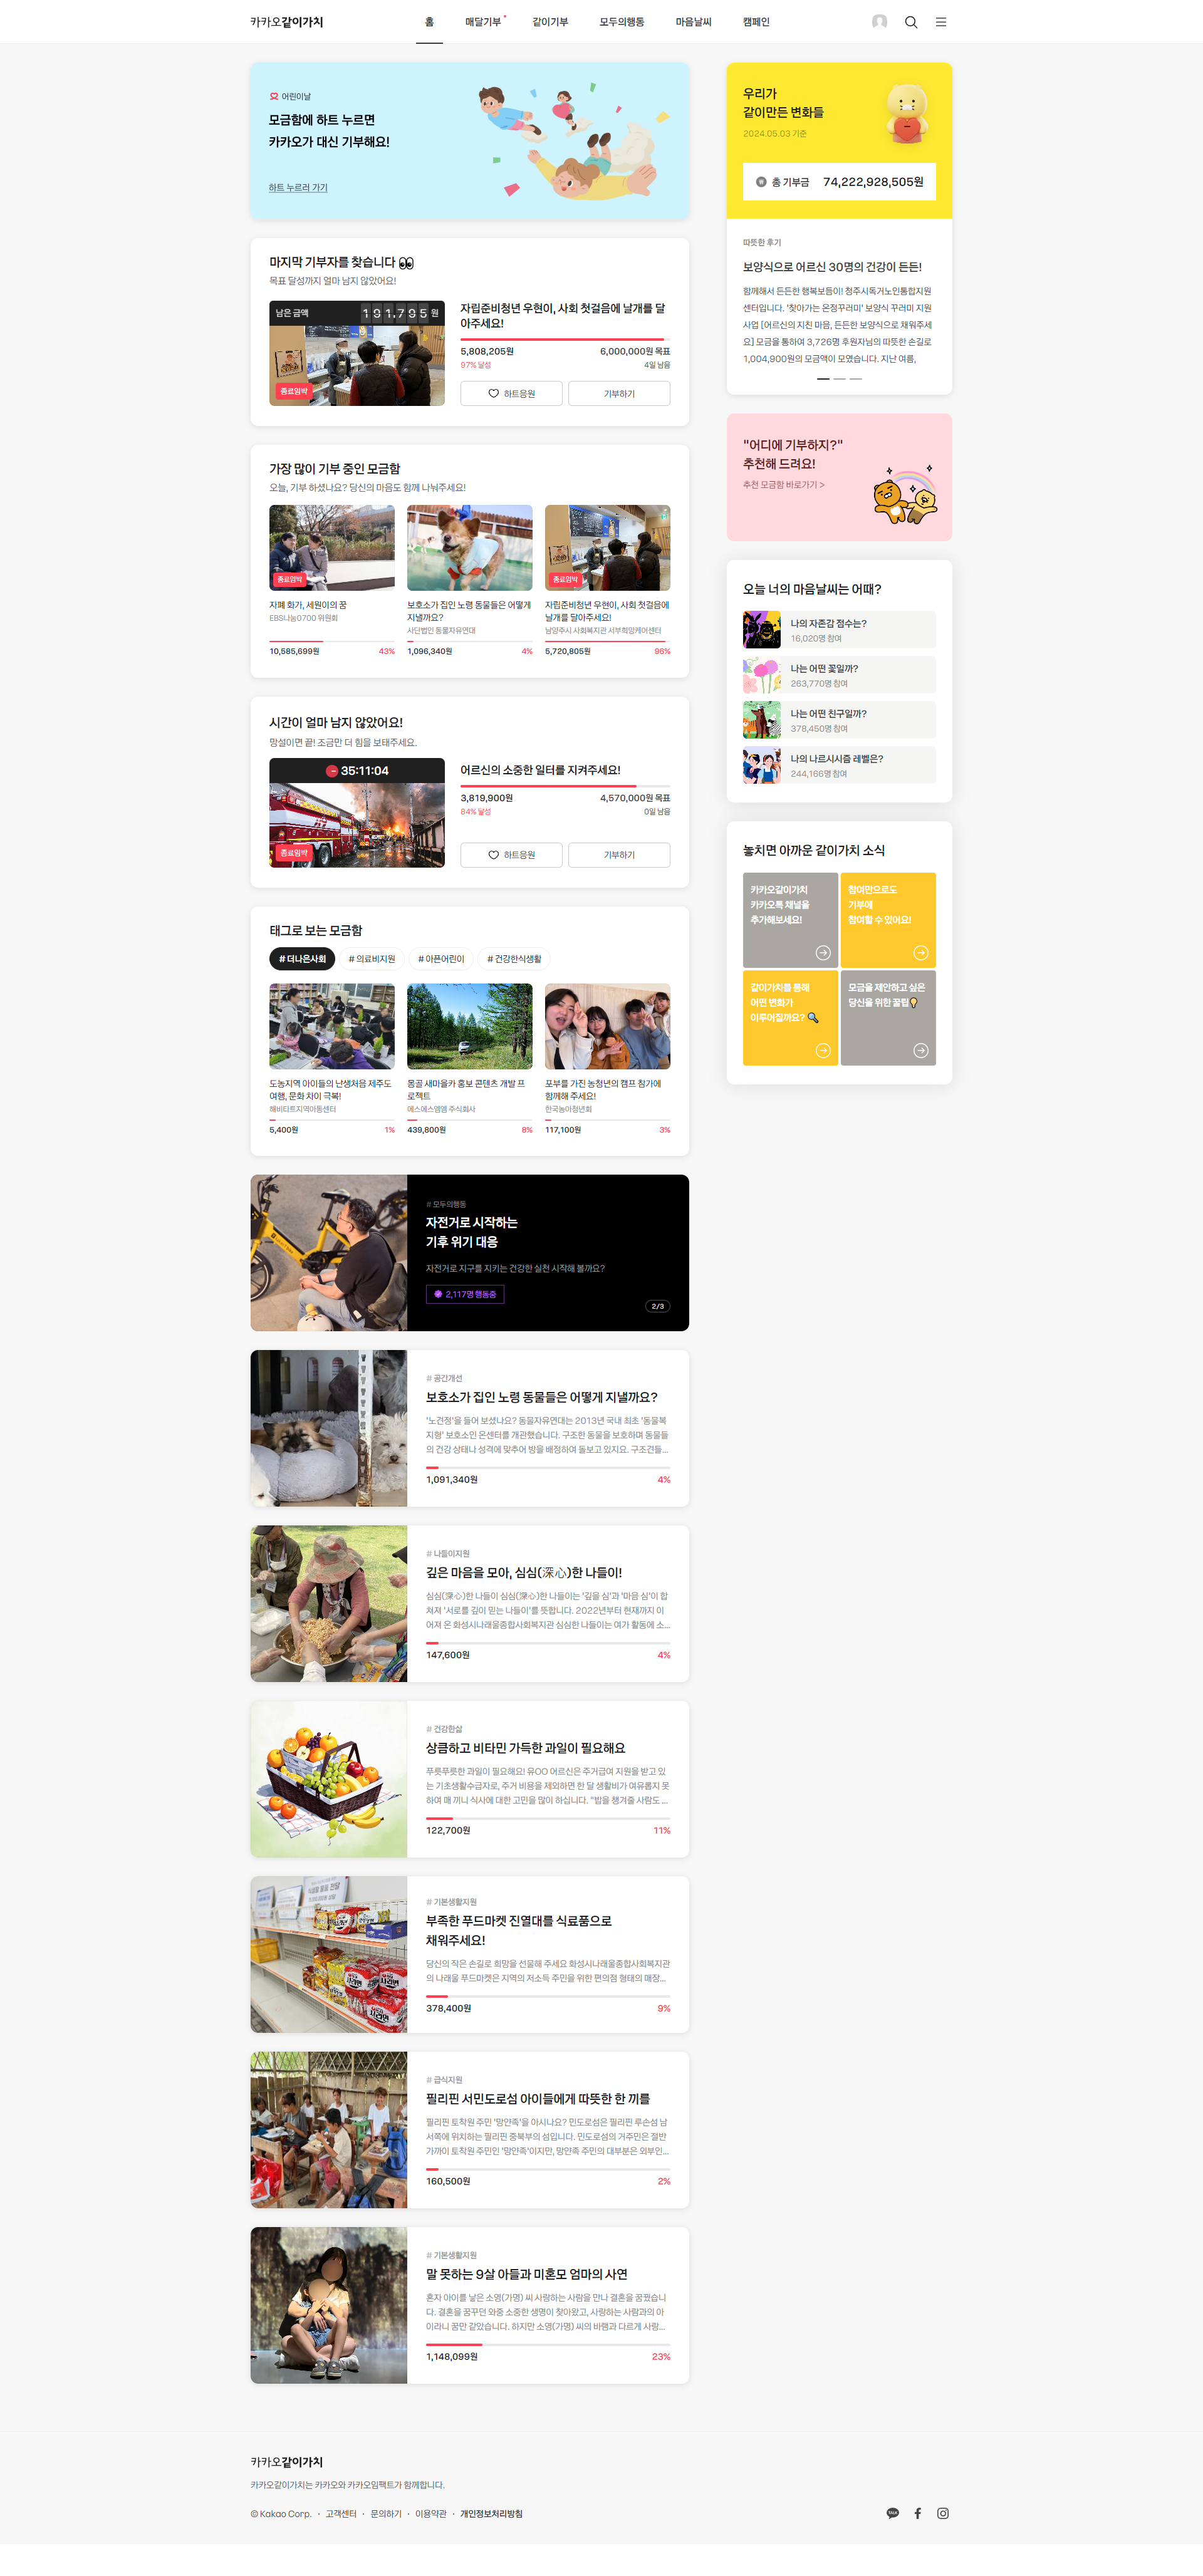 카카오같이가치
홈
매달기부
같이기부
모두의행동
마음날씨
캠페인
어린이날
모금함에 하트 누르면
카카오가 대신 기부해요!
하트 누르러 가기
마지막 기부자를 찾습니다 👀
목표 달성까지 얼마 남지 않았어요!
남은 금액 191,795 원
종료임박
자립준비청년 우현이, 사회 첫걸음에 날개를 달
아주세요!
5,808,205원 6,000,000원 목표
97% 달성 4일 남음
하트응원 기부하기
가장 많이 기부 중인 모금함
오늘, 기부 하셨나요? 당신의 마음도 함께 나눠주세요!
종료임박
자폐 화가, 세원이의 꿈
EBS나눔0700 위원회
10,585,699원 43%
보호소가 집인 노령 동물들은 어떻게
지낼까요?
사단법인 동물자유연대
1,096,340원 4%
종료임박
자립준비청년 우현이, 사회 첫걸음에
날개를 달아주세요!
남양주시 사회복지관 서부희망케어센터
5,720,805원 96%
시간이 얼마 남지 않았어요!
망설이면 끝! 조금만 더 힘을 보태주세요.
35:11:04
종료임박
어르신의 소중한 일터를 지켜주세요!
3,819,900원 4,570,000원 목표
84% 달성 0일 남음
하트응원 기부하기
태그로 보는 모금함
# 더나은사회 # 의료비지원 # 아픈어린이 # 건강한식생활
도농지역 아이들의 난생처음 제주도
여행, 문화 차이 극복!
해비타트지역아동센터
5,400원 1%
몽골 새마을카 홍보 콘텐츠 개발 프
로젝트
에스에스엠엠 주식회사
439,800원 8%
포부를 가진 농청년의 캠프 참가에
함께해 주세요!
한국농아청년회
117,100원 3%
# 모두의행동
자전거로 시작하는
기후 위기 대응
자전거로 지구를 지키는 건강한 실천 시작해 볼까요?
2,117명 행동중
2/3
# 공간개선
보호소가 집인 노령 동물들은 어떻게 지낼까요?
'노견정'을 들어 보셨나요? 동물자유연대는 2013년 국내 최초 '동물복
지형' 보호소인 온센터를 개관했습니다. 구조한 동물을 보호하며 동물들
의 건강 상태나 성격에 맞추어 방을 배정하여 돌보고 있지요. 구조견들...
1,091,340원 4%
# 나들이지원
깊은 마음을 모아, 심심(深心)한 나들이!
심심(深心)한 나들이 심심(深心)한 나들이는 '깊을 심'과 '마음 심'이 합
쳐져 '서로를 깊이 믿는 나들이'를 뜻합니다. 2022년부터 현재까지 이
어져 온 화성시나래울종합사회복지관 심심한 나들이는 여가 활동에 소...
147,600원 4%
# 건강한삶
상큼하고 비타민 가득한 과일이 필요해요
푸릇푸릇한 과일이 필요해요! 유OO 어르신은 주거급여 지원을 받고 있
는 기초생활수급자로, 주거 비용을 제외하면 한 달 생활비가 여유롭지 못
하여 매 끼니 식사에 대한 고민을 많이 하십니다. "밥을 챙겨줄 사람도 ...
122,700원 11%
# 기본생활지원
부족한 푸드마켓 진열대를 식료품으로
채워주세요!
당신의 작은 손길로 희망을 선물해 주세요 화성시나래울종합사회복지관
의 나래울 푸드마켓은 지역의 저소득 주민을 위한 편의점 형태의 매장...
378,400원 9%
# 급식지원
필리핀 서민도로섬 아이들에게 따뜻한 한 끼를
필리핀 토착원 주민 '망얀족'을 아시나요? 민도로섬은 필리핀 루손섬 남
서쪽에 위치하는 필리핀 중북부의 섬입니다. 민도로섬의 거주민은 절반
가까이 토착원 주민인 '망얀족'이지만, 망얀족 주민의 대부분은 외부인...
160,500원 2%
# 기본생활지원
말 못하는 9살 아들과 미혼모 엄마의 사연
혼자 아이를 낳은 소영(가명) 씨 사랑하는 사람을 만나 결혼을 꿈꿨습니
다. 결혼을 꿈꾸던 와중 소중한 생명이 찾아왔고, 사랑하는 사람과의 아
이라니 꿈만 같았습니다. 하지만 소영(가명) 씨의 바램과 다르게 사랑...
1,148,099원 23%
우리가
같이만든 변화들
2024.05.03 기준
총 기부금 74,222,928,505원
따뜻한 후기
보양식으로 어르신 30명의 건강이 든든!
함께해서 든든한 행복보듬이! 청주시독거노인통합지원
센터입니다. '찾아가는 온정꾸러미' 보양식 꾸러미 지원
사업 [어르신의 지친 마음, 든든한 보양식으로 채워주세
요] 모금을 통하여 3,726명 후원자님의 따뜻한 손길로
1,004,900원의 모금액이 모였습니다. 지난 여름,
"어디에 기부하지?"
추천해 드려요!
추천 모금함 바로가기 >
오늘 너의 마음날씨는 어때?
나의 자존감 점수는?
16,020명 참여
나는 어떤 꽃일까?
263,770명 참여
나는 어떤 친구일까?
378,450명 참여
나의 나르시시즘 레벨은?
244,166명 참여
놓치면 아까운 같이가치 소식
카카오같이가치
카카오톡 채널을
추가해보세요!
참여만으로도
기부에
참여할 수 있어요!
같이가치를 통해
어떤 변화가
이루어질까요? 🔍
모금을 제안하고 싶은
당신을 위한 꿀팁💡
카카오같이가치
카카오같이가치는 카카오와 카카오임팩트가 함께합니다.
© Kakao Corp. · 고객센터 · 문의하기 · 이용약관 · 개인정보처리방침